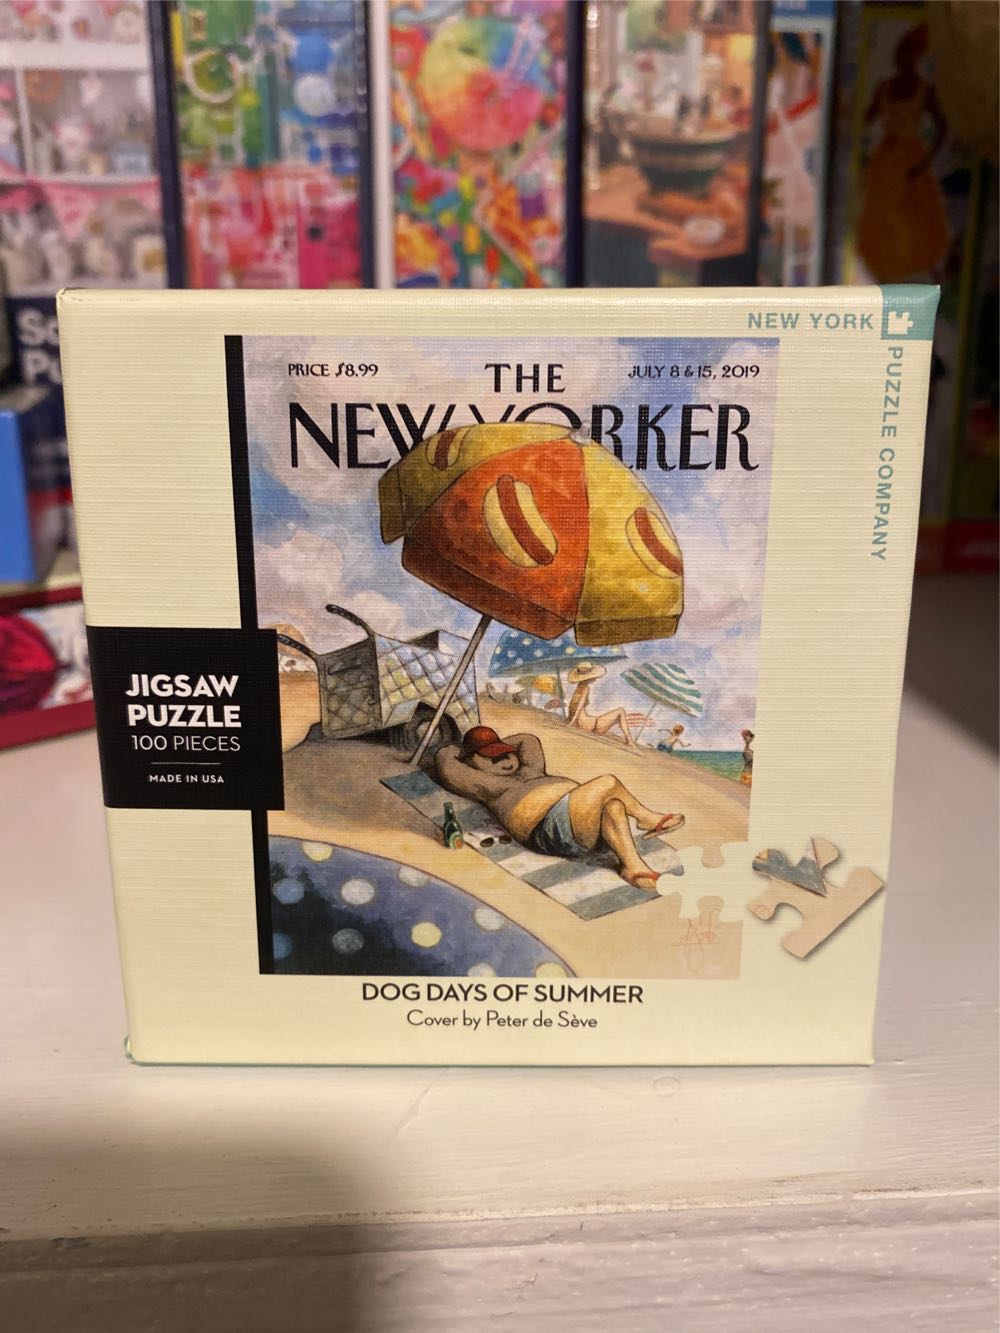 NEW YORK
PUZZLE COMPANY
PRICE $8.99
THE
JULY 8 & 15, 2019
NEW YORKER
JIGSAW
PUZZLE
100 PIECES
MADE IN USA
DOG DAYS OF SUMMER
Cover by Peter de Sève